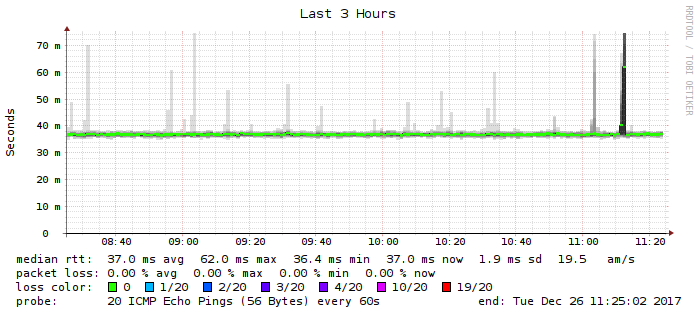 Last 3 Hours
RRDTOOL / TOBI OETIKER
Seconds
70 m
60 m
50 m
40 m
30 m
20 m
10 m
0
08:40 09:00 09:20 09:40 10:00 10:20 10:40 11:00 11:20
median rtt: 37.0 ms avg 62.0 ms max 36.4 ms min 37.0 ms now 1.9 ms sd 19.5 am/s
packet loss: 0.00 % avg 0.00 % max 0.00 % min 0.00 % now
loss color: 0 1/20 2/20 3/20 4/20 10/20 19/20
probe: 20 ICMP Echo Pings (56 Bytes) every 60s end: Tue Dec 26 11:25:02 2017